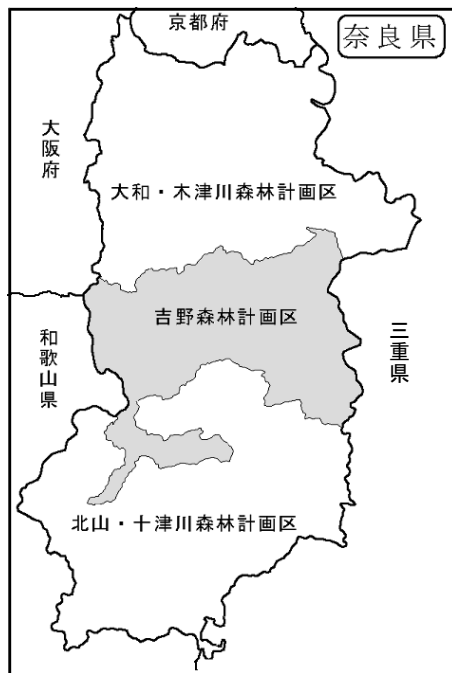 京都府
奈良県
大阪府
大和・木津川森林計画区
吉野森林計画区
和歌山県
三重県
北山・十津川森林計画区